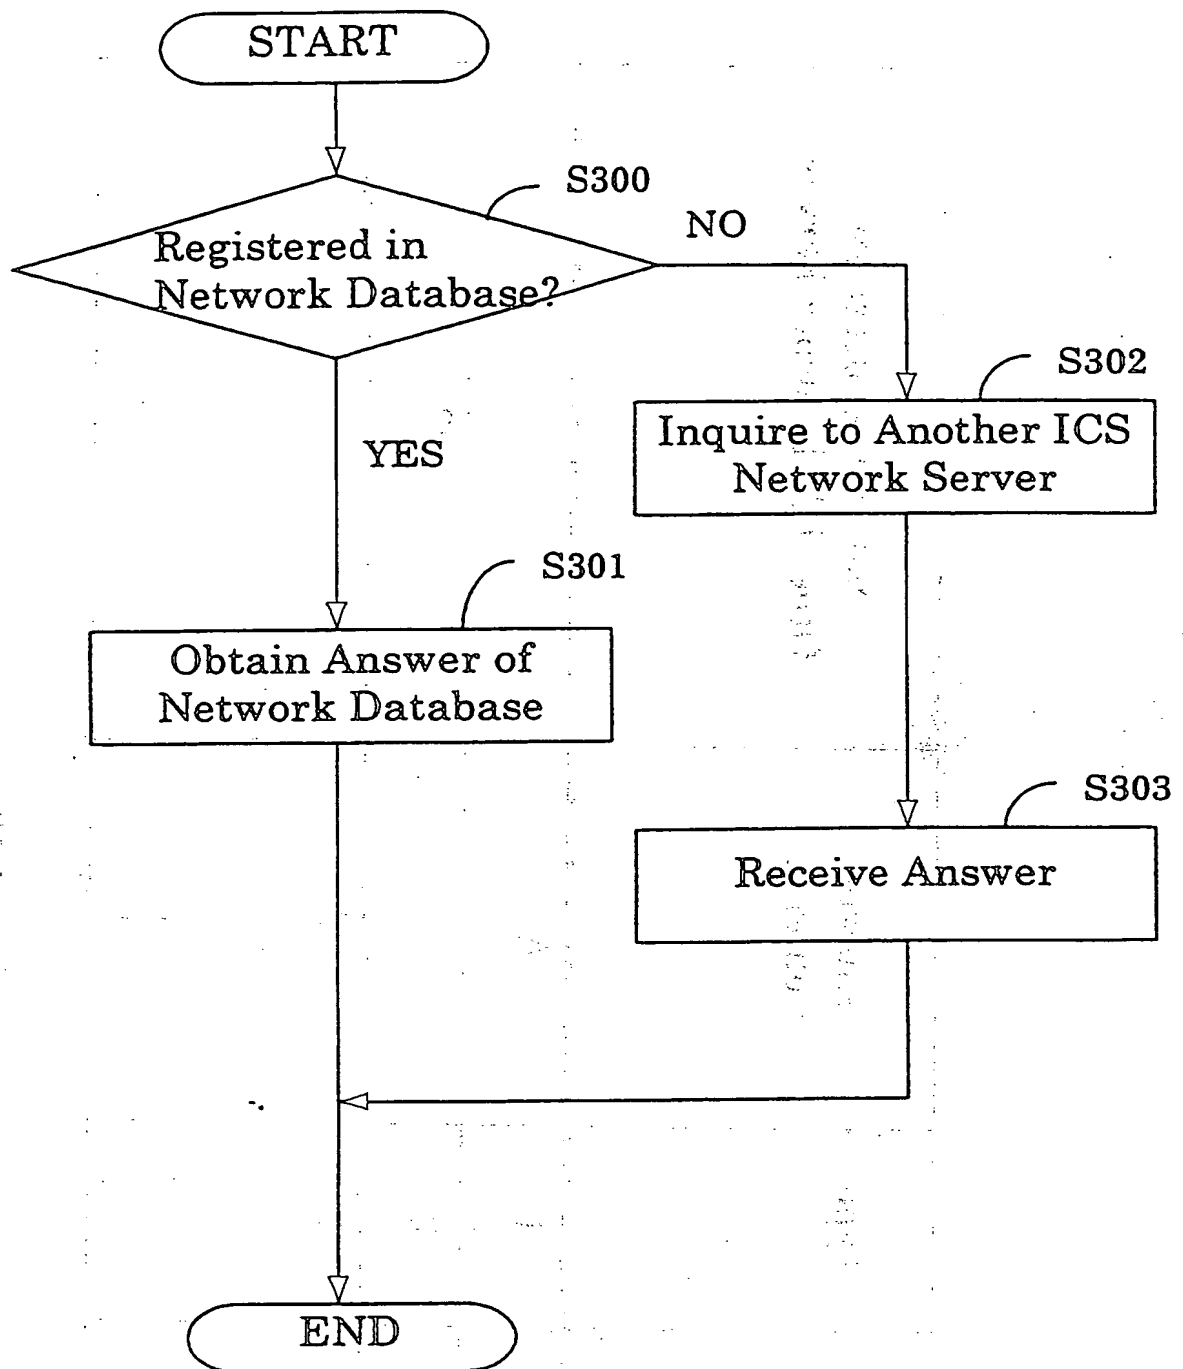 START
S300
Registered in
Network Database?
NO
YES
S302
Inquire to Another ICS
Network Server
S301
Obtain Answer of
Network Database
S303
Receive Answer
END